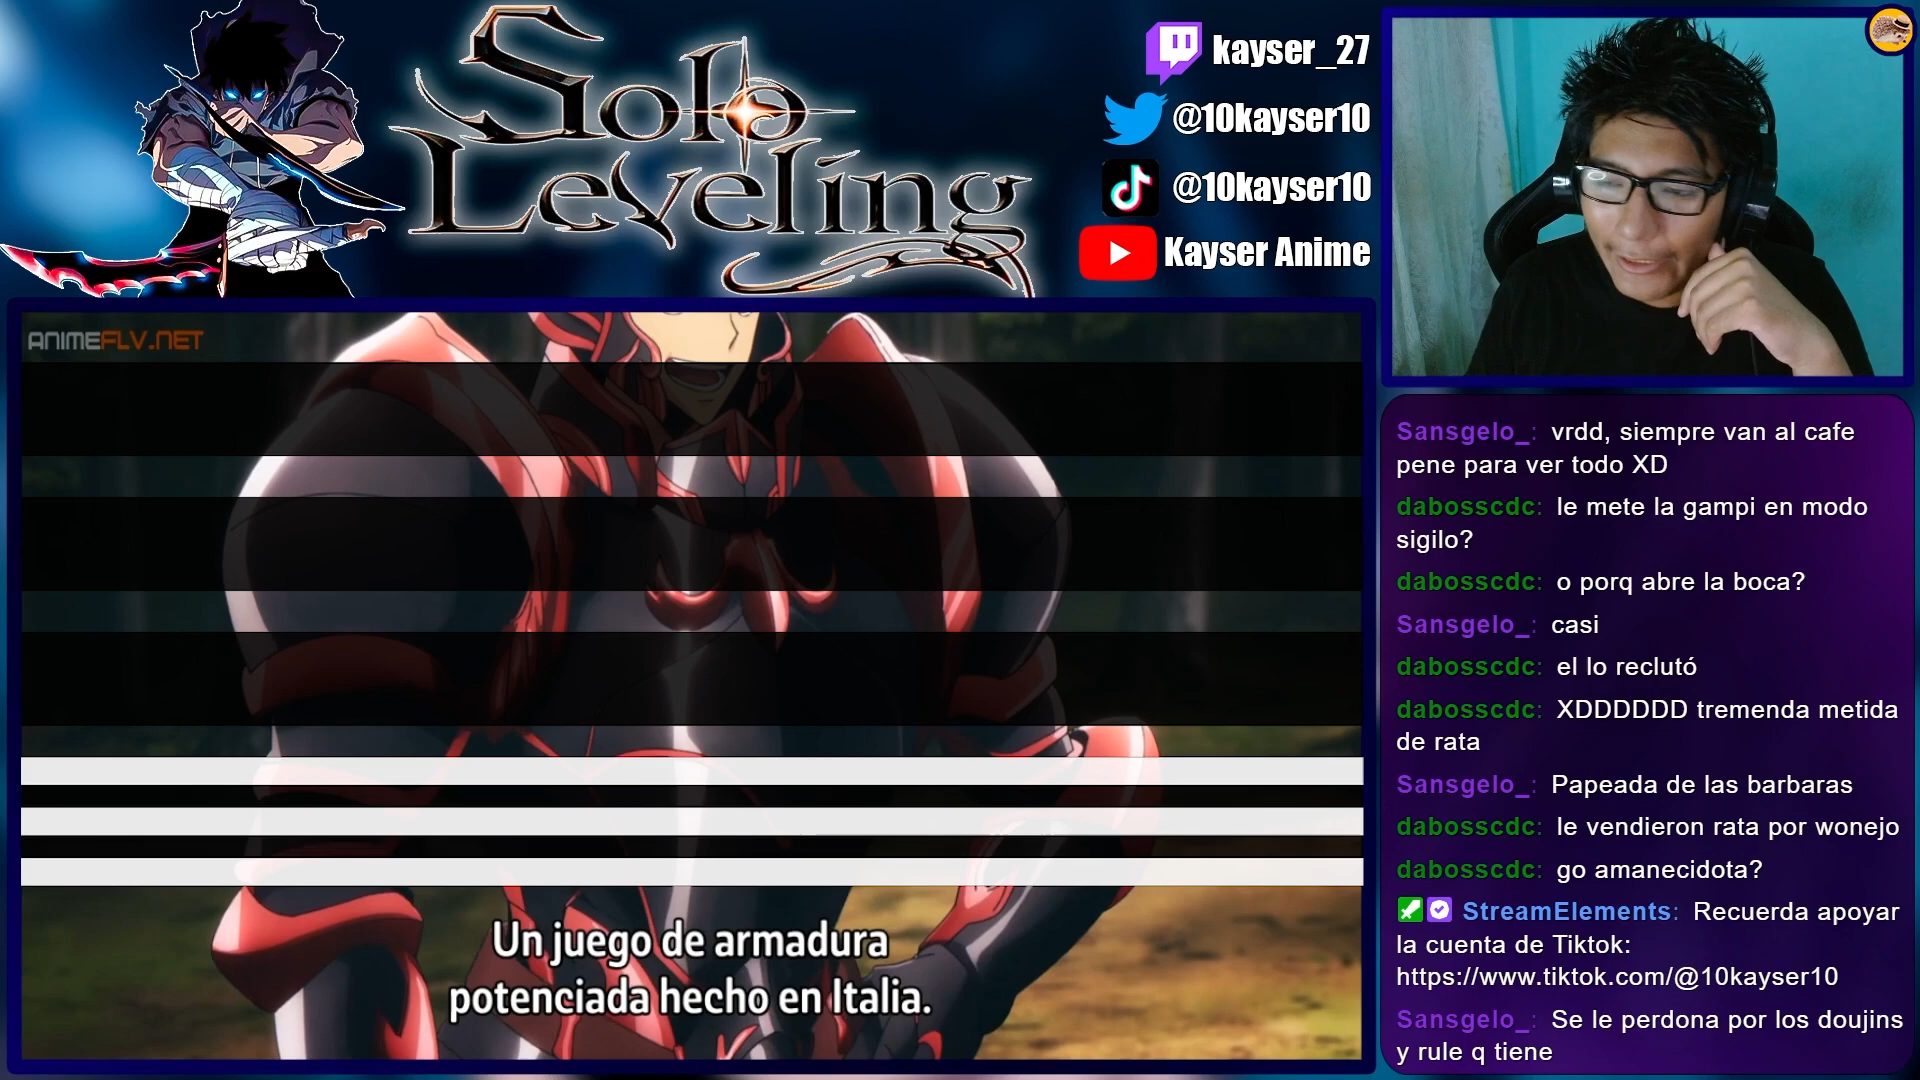 Solo
Leveling
kayser_27
@10kayser10
@10kayser10
Kayser Anime
ANIMEFLV.NET
Un juego de armadura
potenciada hecho en Italia.
Sansgelo_: vrdd, siempre van al cafe
pene para ver todo XD
dabosscdc: le mete la gampi en modo
sigilo?
dabosscdc: o porq abre la boca?
Sansgelo_: casi
dabosscdc: el lo reclutó
dabosscdc: XDDDDDD tremenda metida
de rata
Sansgelo_: Papeada de las barbaras
dabosscdc: le vendieron rata por wonejo
dabosscdc: go amanecidota?
StreamElements: Recuerda apoyar
la cuenta de Tiktok:
https://www.tiktok.com/@10kayser10
Sansgelo_: Se le perdona por los doujins
y rule q tiene